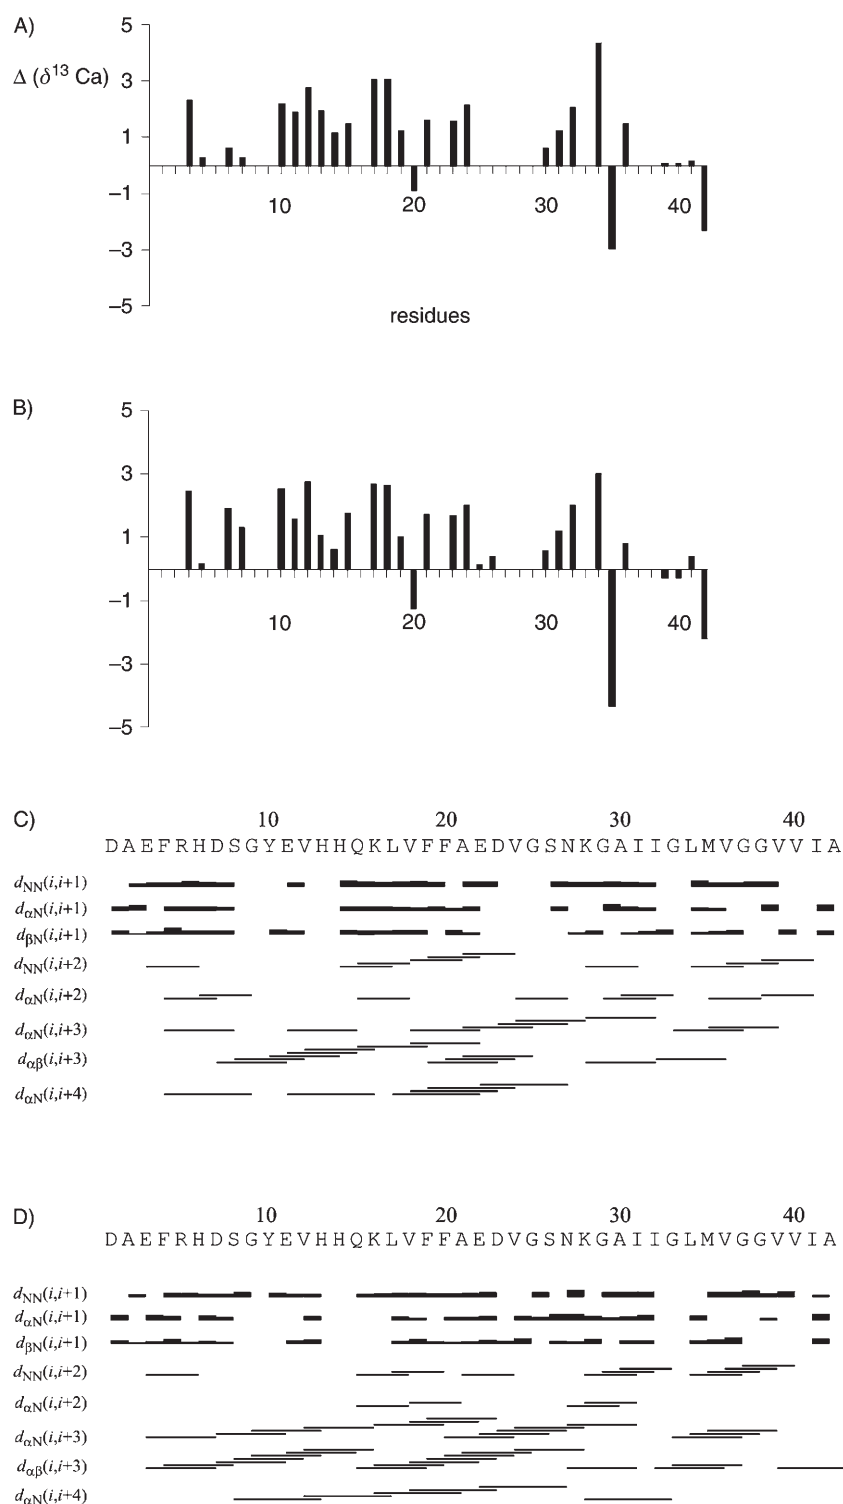 A)
5
Δ (δ¹³ Ca)
3
1
−1
10
20
30
40
−3
−5
residues
B)
5
3
1
−1
10
20
30
40
−3
−5
C)
10
20
30
40
DAEFRHDSGYEVHHQKLVFFAEDVGSNKGAIIGLMVGGVVIA
dNN(i,i+1)
dαN(i,i+1)
dβN(i,i+1)
dNN(i,i+2)
dαN(i,i+2)
dαN(i,i+3)
dαβ(i,i+3)
dαN(i,i+4)
D)
10
20
30
40
DAEFRHDSGYEVHHQKLVFFAEDVGSNKGAIIGLMVGGVVIA
dNN(i,i+1)
dαN(i,i+1)
dβN(i,i+1)
dNN(i,i+2)
dαN(i,i+2)
dαN(i,i+3)
dαβ(i,i+3)
dαN(i,i+4)